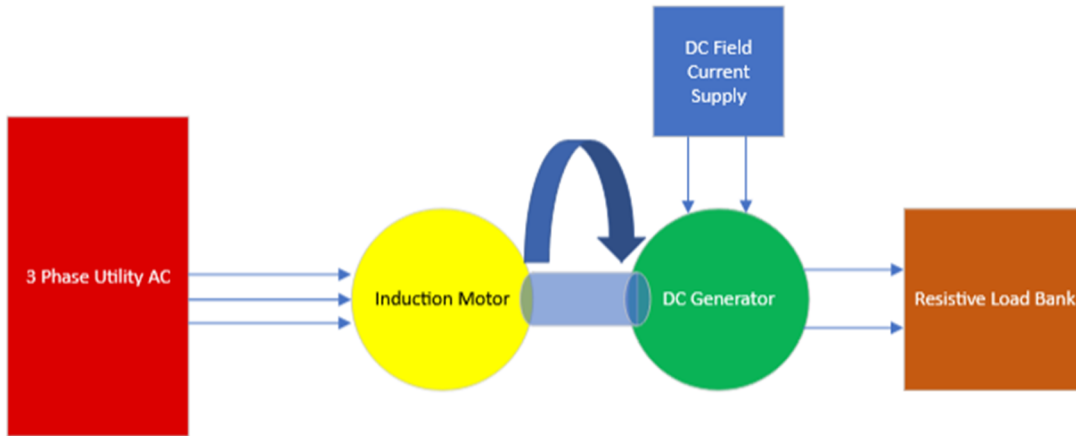 DC Field
Current
Supply
3 Phase Utility AC
Induction Motor
DC Generator
Resistive Load Bank